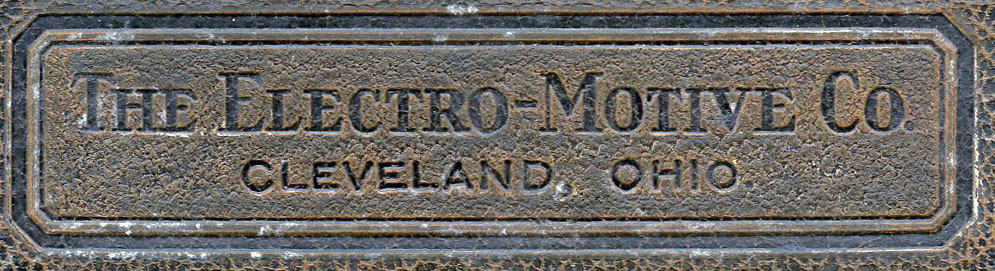 THE ELECTRO-MOTIVE CO.
CLEVELAND, OHIO